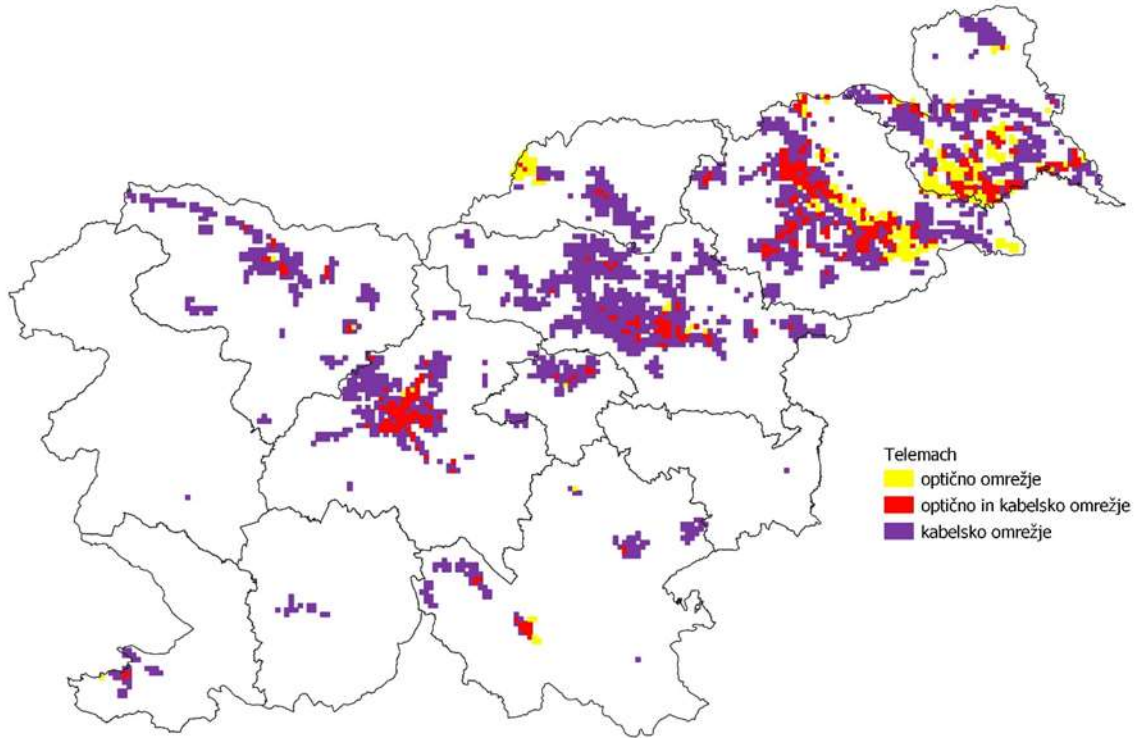 Telemach
optično omrežje
optično in kabelsko omrežje
kabelsko omrežje